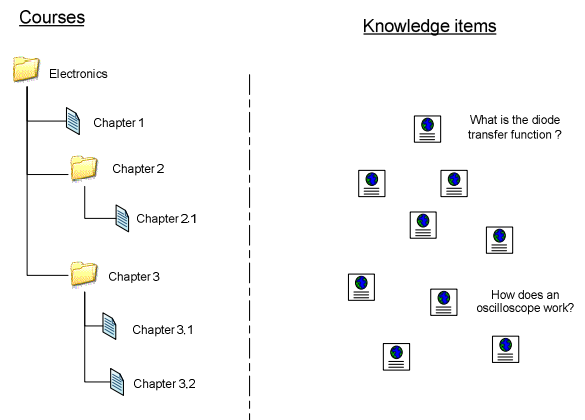 Courses
Knowledge items
Electronics
Chapter 1
Chapter 2
Chapter 2.1
Chapter 3
Chapter 3.1
Chapter 3.2
What is the diode
transfer function ?
How does an
oscilloscope work?